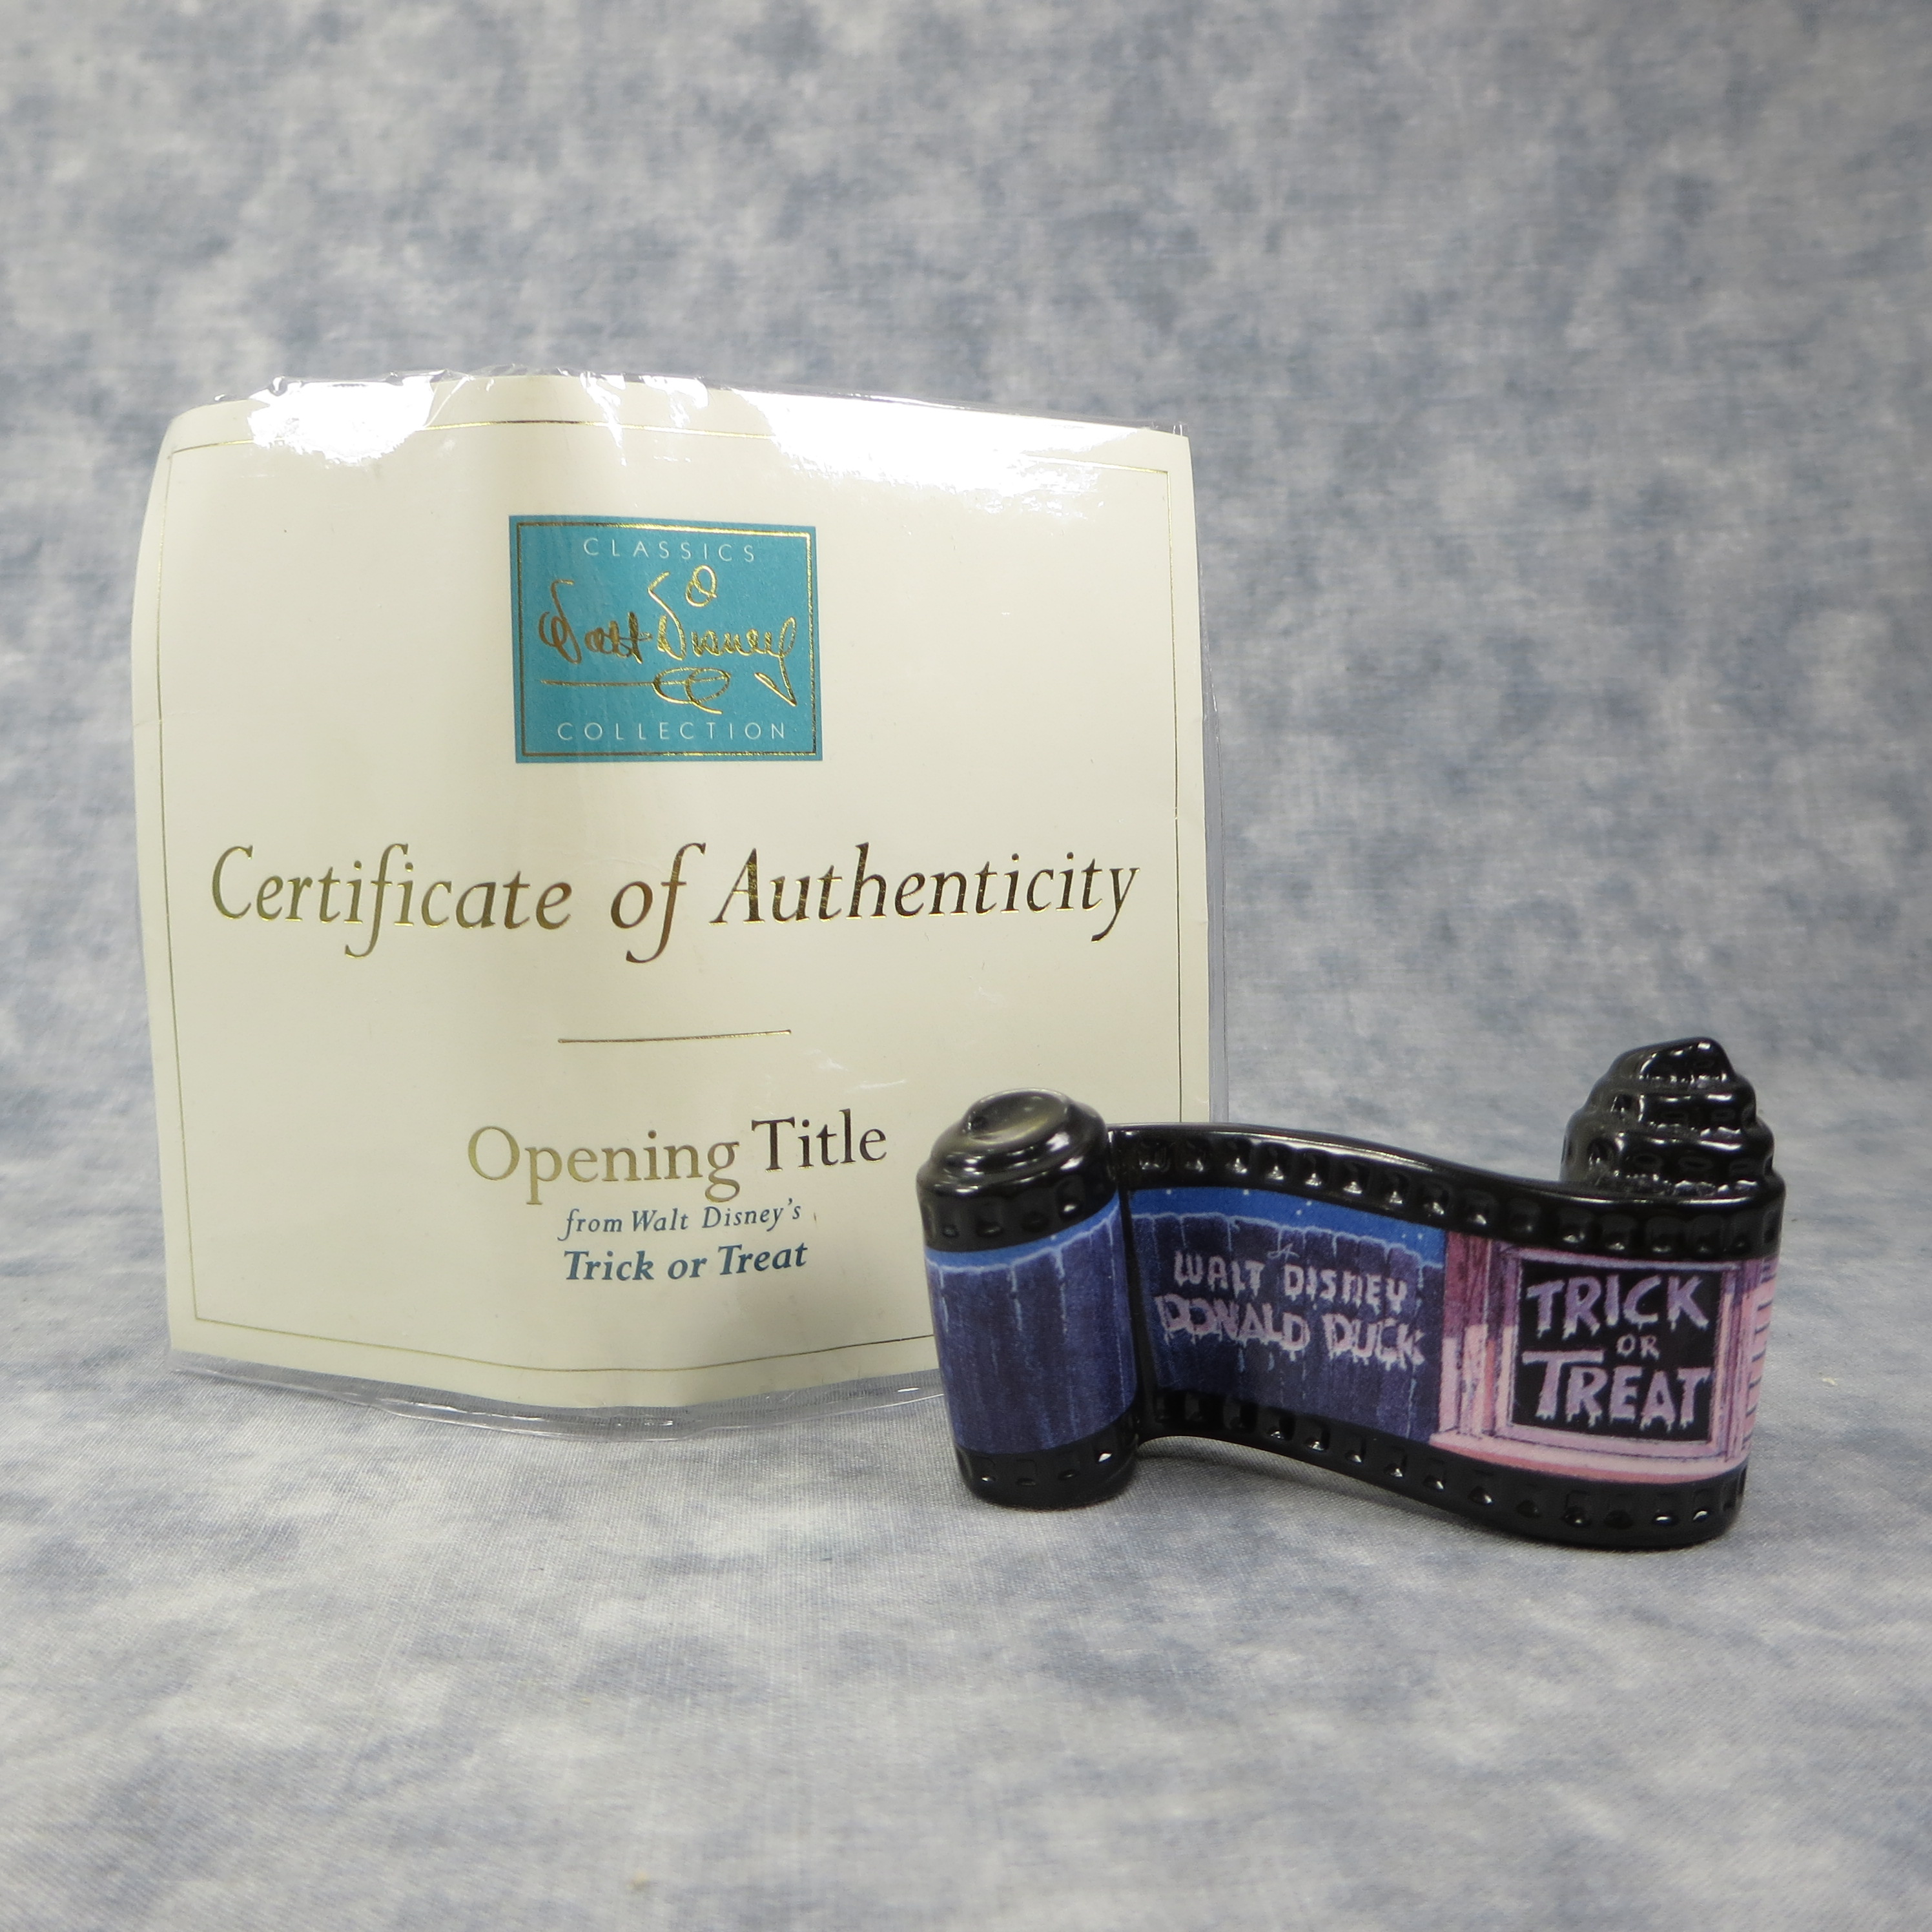 CLASSICS
Walt Disney
COLLECTION
Certificate of Authenticity
Opening Title
from Walt Disney's
Trick or Treat
A
WALT DISNEY
DONALD DUCK
TRICK
OR
TREAT